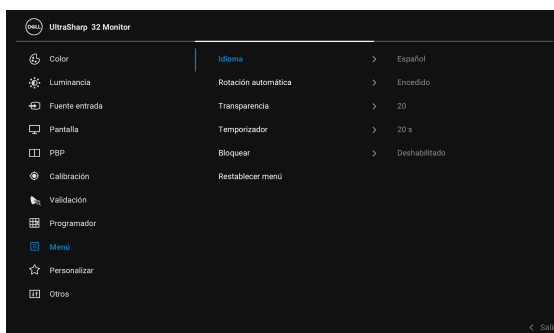 DELL UltraSharp 32 Monitor
Color
Luminancia
Fuente entrada
Pantalla
PBP
Calibración
Validación
Programador
Menú
Personalizar
Otros
Idioma > Español
Rotación automática > Encedido
Transparencia > 20
Temporizador > 20 s
Bloquear > Deshabilitado
Restablecer menú
< Sali